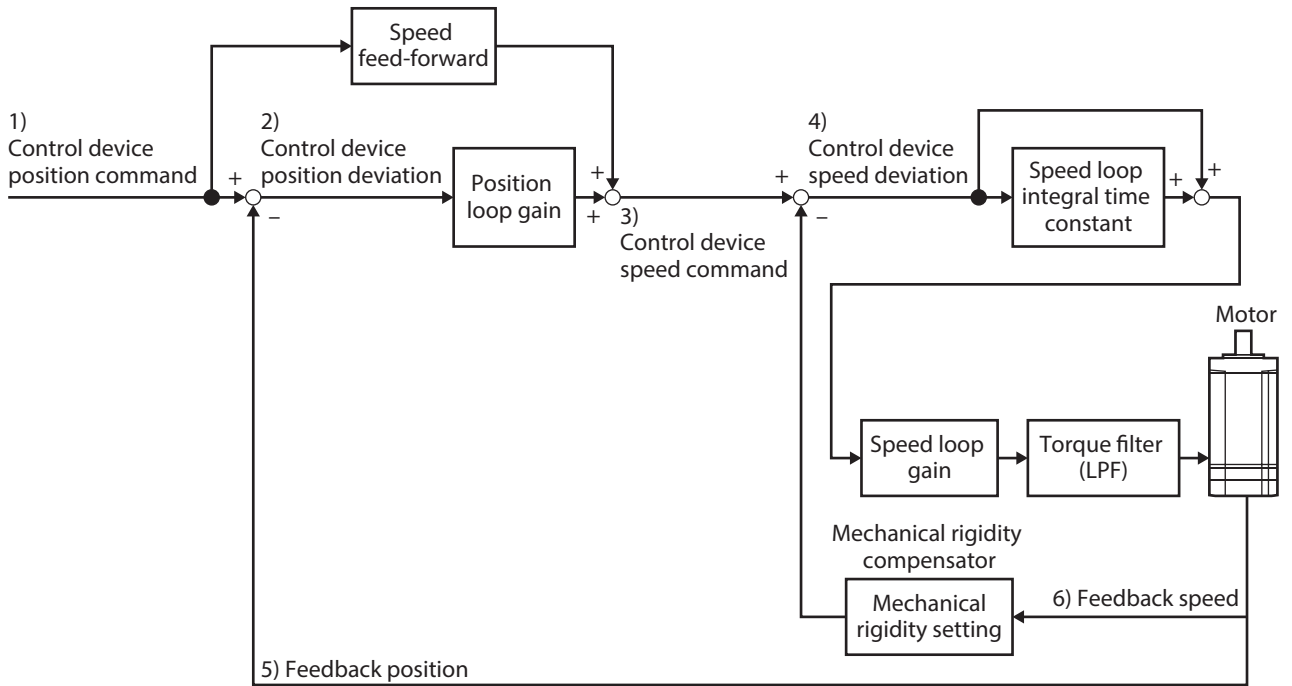 Speed
feed-forward
1)
Control device
position command
+
−
2)
Control device
position deviation
Position
loop gain
+
+
3)
Control device
speed command
+
−
4)
Control device
speed deviation
Speed loop
integral time
constant
+
+
Motor
Speed loop
gain
Torque filter
(LPF)
Mechanical rigidity
compensator
Mechanical
rigidity setting
6) Feedback speed
5) Feedback position